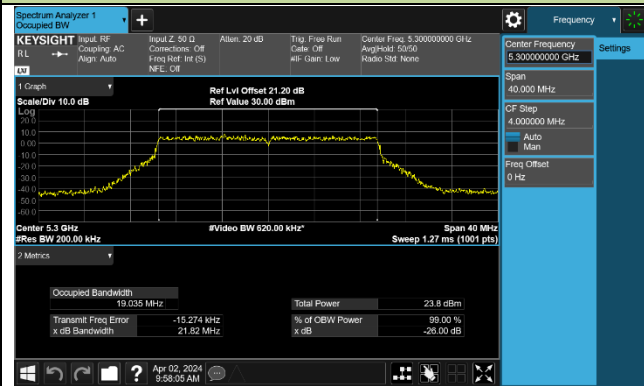 Spectrum Analyzer 1
Occupied BW
Frequency
KEYSIGHT
RL
LXI
Input: RF
Coupling: AC
Align: Auto
Input Z: 50 Ω
Corrections: Off
Freq Ref: Int (S)
NFE: Off
Atten: 20 dB
Trig: Free Run
Gate: Off
#IF Gain: Low
Center Freq: 5.300000000 GHz
Avg|Hold: 50/50
Radio Std: None
Center Frequency
5.300000000 GHz
Settings
Span
40.000 MHz
CF Step
4.000000 MHz
Auto
Man
Freq Offset
0 Hz
1 Graph
Scale/Div 10.0 dB
Ref Lvl Offset 21.20 dB
Ref Value 30.00 dBm
Log
20.0
10.0
0.00
-10.0
-20.0
-30.0
-40.0
-50.0
-60.0
Center 5.3 GHz
#Video BW 620.00 kHz*
Span 40 MHz
#Res BW 200.00 kHz
Sweep 1.27 ms (1001 pts)
2 Metrics
Occupied Bandwidth
19.035 MHz
Total Power 23.8 dBm
Transmit Freq Error -15.274 kHz
% of OBW Power 99.00 %
x dB Bandwidth 21.82 MHz
x dB -26.00 dB
Apr 02, 2024
9:58:05 AM